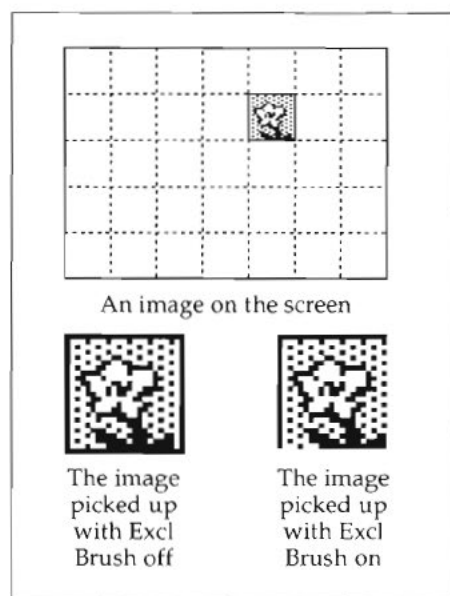 An image on the screen
The image
picked up
with Excl
Brush off
The image
picked up
with Excl
Brush on